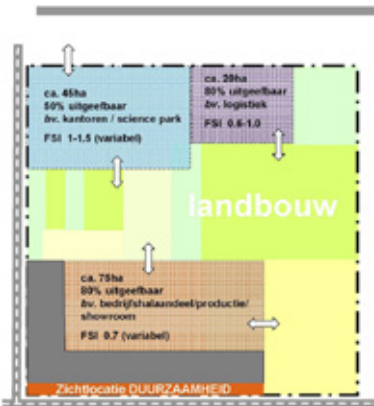 ca. 45ha
50% uitgeefbaar
bv. kantoren / science park
FSI 1-1.5 (variabel)
ca. 20ha
80% uitgeefbaar
bv. logistiek
FSI 0.6-1.0
landbouw
ca. 75ha
80% uitgeefbaar
bv. bedrijfshalaandeel/productie/
showroom
FSI 0.7 (variabel)
Zichtlocatie DUURZAAMHEID